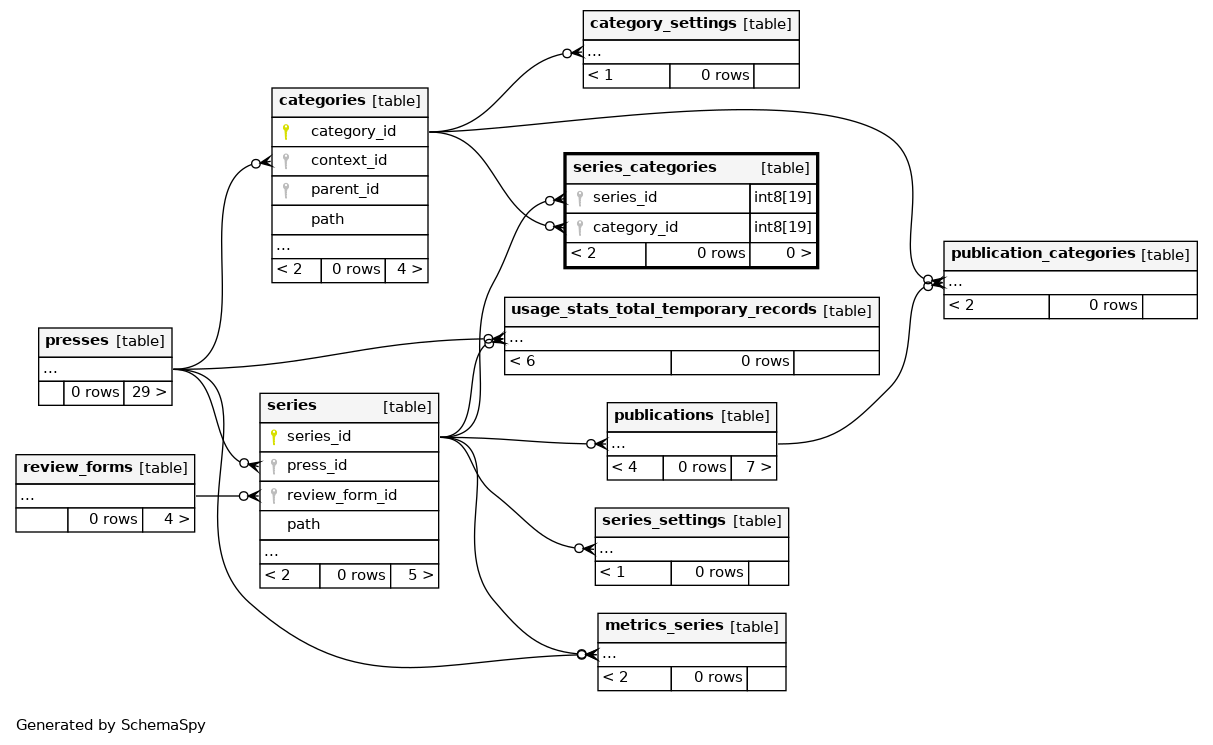 category_settings [table]
...
< 1 0 rows
categories [table]
category_id
context_id
parent_id
path
...
< 2 0 rows 4 >
series_categories [table]
series_id int8[19]
category_id int8[19]
< 2 0 rows 0 >
publication_categories [table]
...
< 2 0 rows
usage_stats_total_temporary_records [table]
...
< 6 0 rows
presses [table]
...
0 rows 29 >
series [table]
series_id
press_id
review_form_id
path
...
< 2 0 rows 5 >
publications [table]
...
< 4 0 rows 7 >
review_forms [table]
...
0 rows 4 >
series_settings [table]
...
< 1 0 rows
metrics_series [table]
...
< 2 0 rows
Generated by SchemaSpy